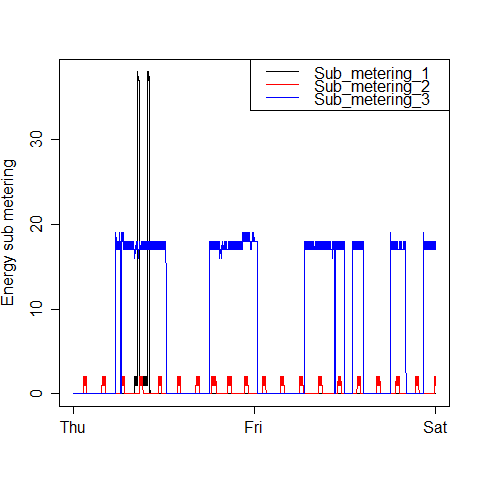 Sub_metering_1
Sub_metering_2
Sub_metering_3
Energy sub metering
30
20
10
0
Thu Fri Sat